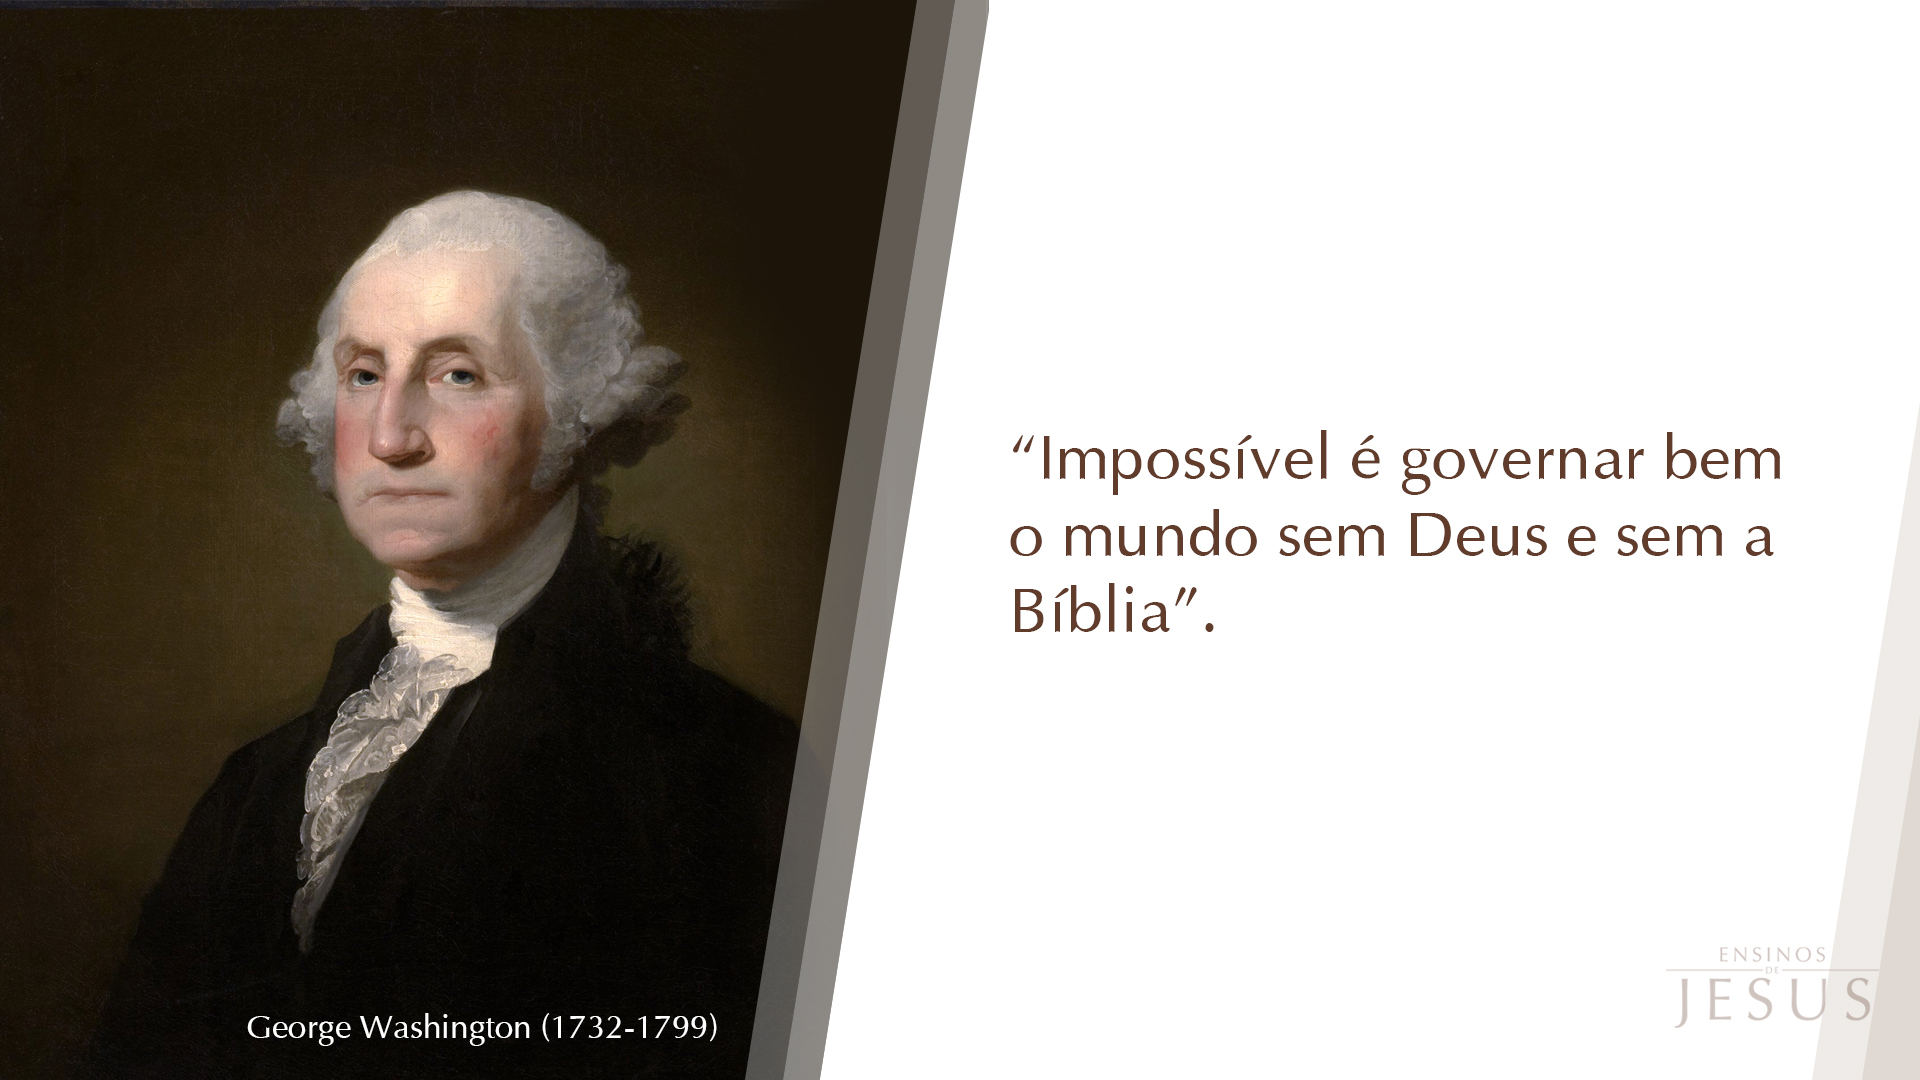 “Impossível é governar bem
o mundo sem Deus e sem a
Bíblia”.
George Washington (1732-1799)
ENSINOS
DE
JESUS